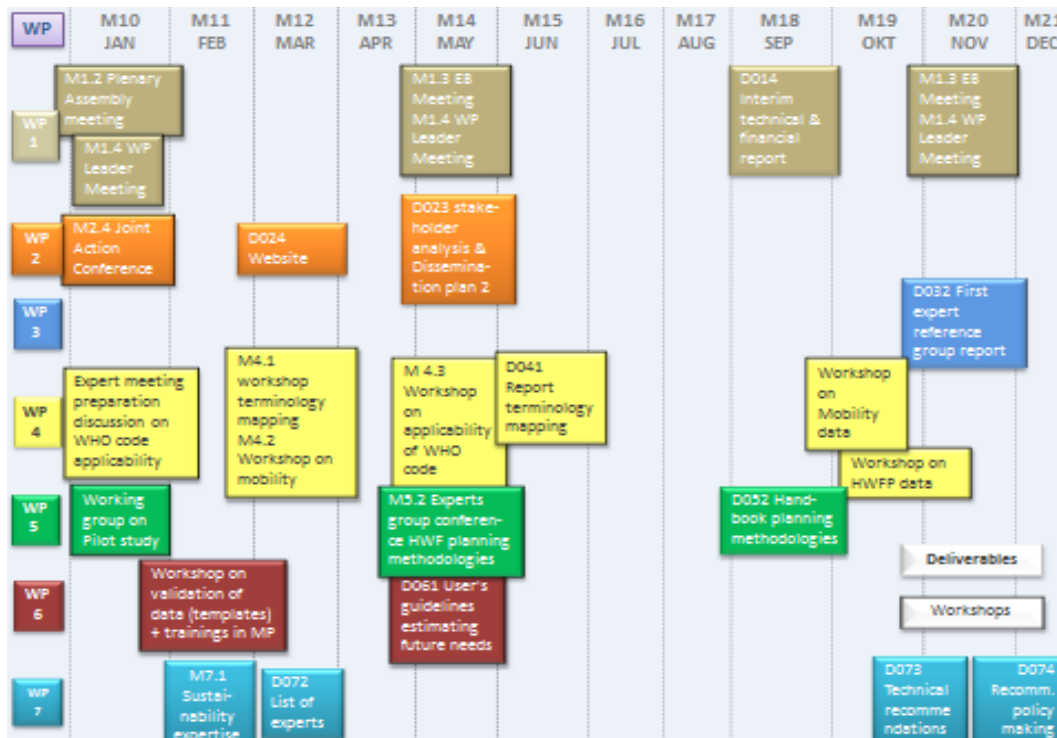 WP
M10 M11 M12 M13 M14 M15 M16 M17 M18 M19 M20 M21
JAN FEB MAR APR MAY JUN JUL AUG SEP OKT NOV DEC
WP
1
M1.2 Plenary
Assembly
meeting
M1.4 WP
Leader
Meeting
M1.3 EB
Meeting
M1.4 WP
Leader
Meeting
D014
Interim
technical &
financial
report
M1.3 EB
Meeting
M1.4 WP
Leader
Meeting
WP
2
M2.4 Joint
Action
Conference
D024
Website
D023 stake-
holder
analysis &
Dissemina-
tion plan 2
WP
3
D032 First
expert
reference
group report
WP
4
Expert meeting
preparation
discussion on
WHO code
applicability
M4.1
workshop
terminology
mapping
M4.2
Workshop on
mobility
M 4.3
Workshop
on
applicability
of WHO
code
D041
Report
terminology
mapping
Workshop
on
Mobility
data
Workshop on
HWFP data
WP
5
Working
group on
Pilot study
M5.2 Experts
group conferen-
ce HWF planning
methodologies
D052 Hand-
book planning
methodologies
Deliverables
Workshops
WP
6
Workshop on
validation of
data (templates)
+ trainings in MP
D061 User's
guidelines
estimating
future needs
WP
7
M7.1
Sustai-
nability
expertise
D072
List of
experts
D073
Technical
recomme
ndations
D074
Recomm.
policy
making